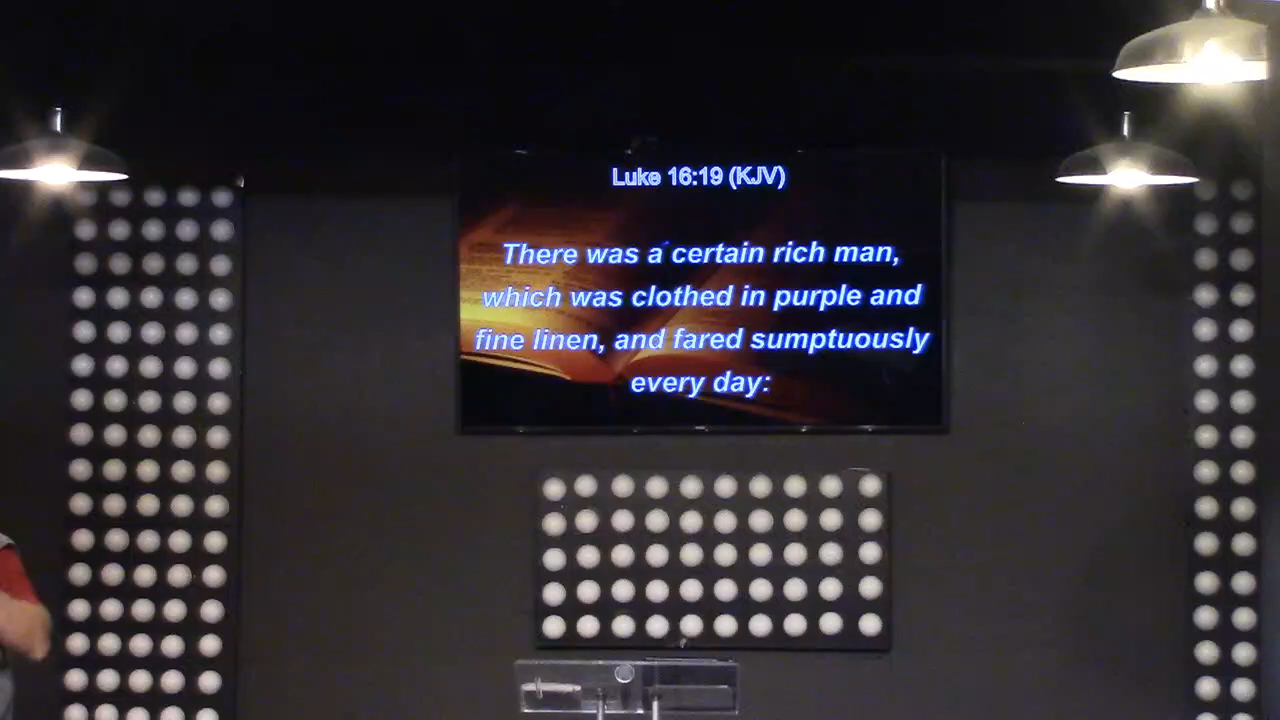 Luke 16:19 (KJV)
There was a certain rich man,
which was clothed in purple and
fine linen, and fared sumptuously
every day: